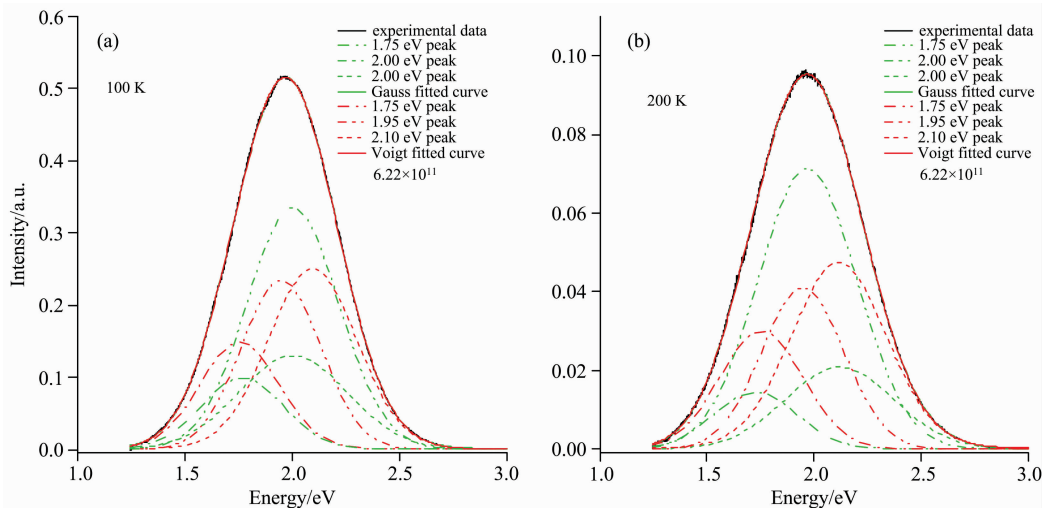 (a)
100 K
experimental data
1.75 eV peak
2.00 eV peak
2.00 eV peak
Gauss fitted curve
1.75 eV peak
1.95 eV peak
2.10 eV peak
Voigt fitted curve
6.22×10¹¹
0.6
0.5
0.4
0.3
0.2
0.1
0.0
Intensity/a.u.
1.0 1.5 2.0 2.5 3.0
Energy/eV
(b)
200 K
experimental data
1.75 eV peak
2.00 eV peak
2.00 eV peak
Gauss fitted curve
1.75 eV peak
1.95 eV peak
2.10 eV peak
Voigt fitted curve
6.22×10¹¹
0.10
0.08
0.06
0.04
0.02
0.00
1.0 1.5 2.0 2.5 3.0
Energy/eV